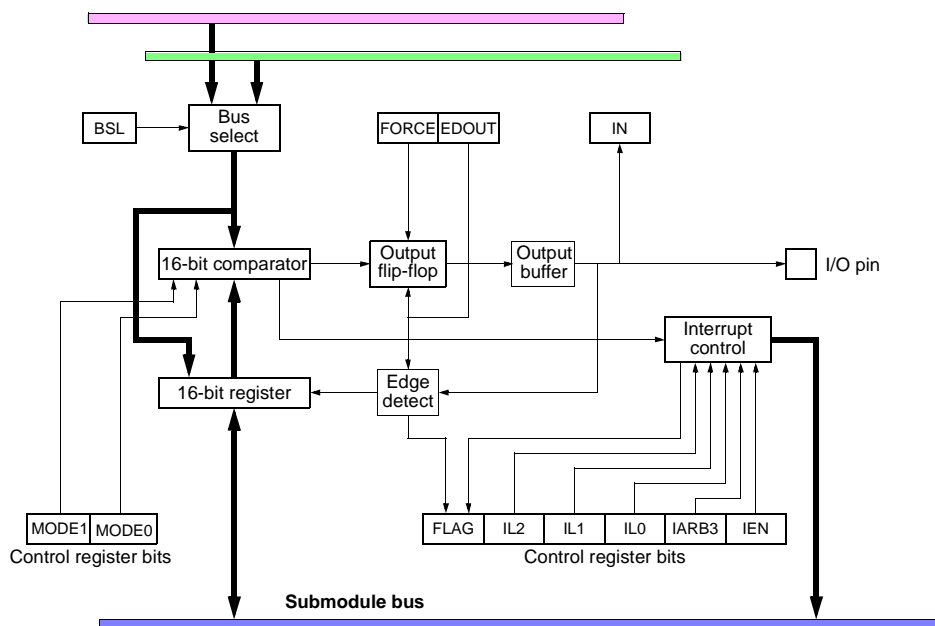 BSL
Bus
select
FORCE
EDOUT
IN
16-bit comparator
Output
flip-flop
Output
buffer
I/O pin
Interrupt
control
16-bit register
Edge
detect
MODE1
MODE0
Control register bits
FLAG
IL2
IL1
IL0
IARB3
IEN
Control register bits
Submodule bus